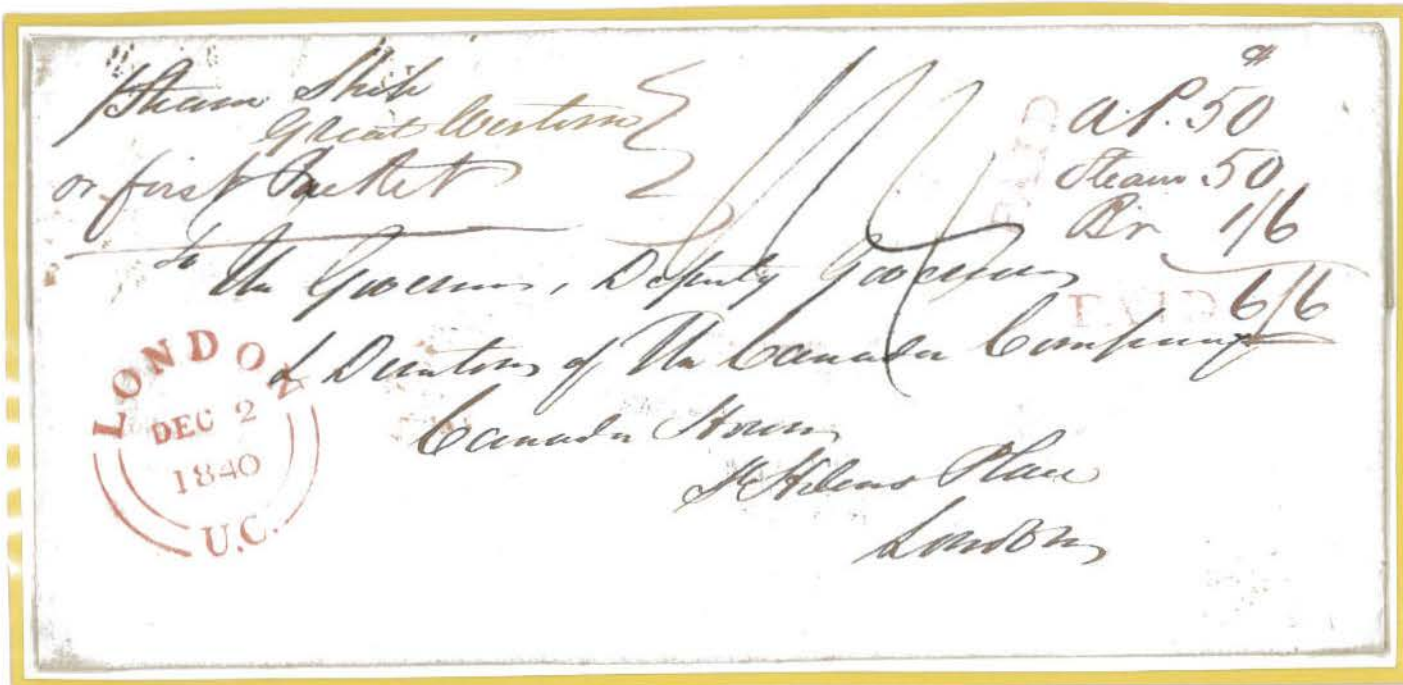 p Steam Ship
Great Western
or first Packet
To
The Governor, Deputy Governor
& Directors of The Canada Company
Canada House
St Helens Place
London
A.P. 50
Steam 50
Br 1/6
6/6
PAID
LONDON
DEC 2
1840
U.C.